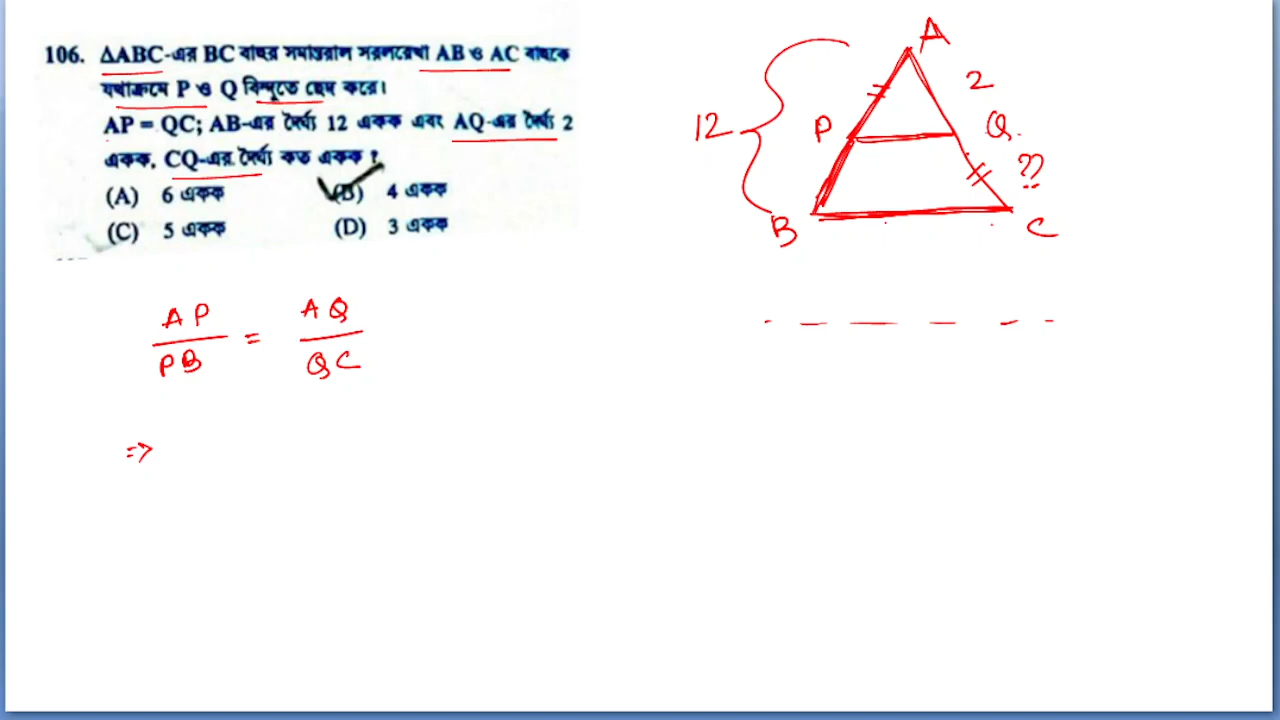 106. ΔABC-এর BC বাহুর সমান্তরাল সরলরেখা AB ও AC বাহুকে
যথাক্রমে P ও Q বিন্দুতে ছেদ করে।
AP = QC; AB-এর দৈর্ঘ্য 12 একক এবং AQ-এর দৈর্ঘ্য 2
একক, CQ-এর দৈর্ঘ্য কত একক ?
(A) 6 একক (B) 4 একক
(C) 5 একক (D) 3 একক
A
2
12 P Q
??
B C
AP/PB = AQ/QC
⇒